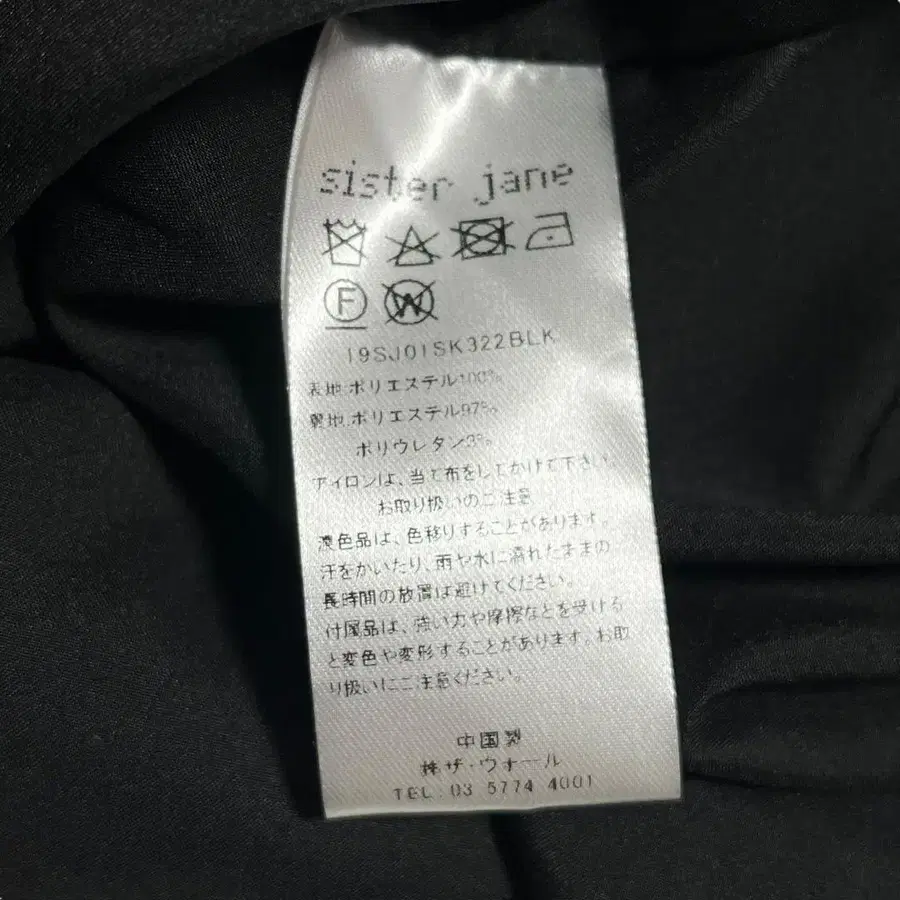 sister jane
F W
19SJ01SK322BLK
表地:ポリエステル100%
裏地:ポリエステル97%
ポリウレタン3%
アイロンは、当て布をしてかけて下さい。
お取り扱いのご注意
濃色品は、色移りすることがあります。
汗をかいたり、雨や水に濡れたままの
長時間の放置は避けてください。
付属品は、強い力や摩擦などを受ける
と変色や変形することがあります。お取
り扱いにご注意ください。
中国製
株ザ・ウォール
TEL:03 5774 4001